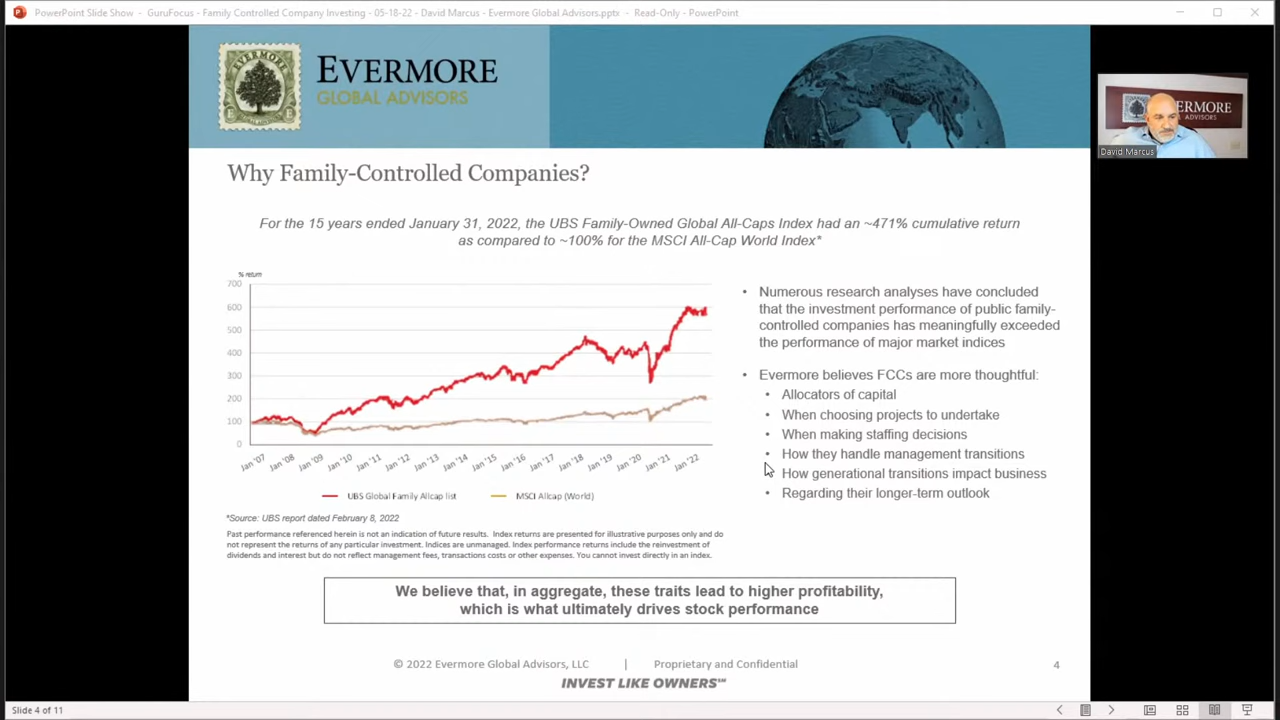 PowerPoint Slide Show - GuruFocus - Family Controlled Company Investing - 05-18-22 - David Marcus - Evermore Global Advisors.pptx - Read-Only - PowerPoint
EVERMORE
EVERMORE
GLOBAL ADVISORS
E E
ERMORE
ADVISORS
David Marcus
Why Family-Controlled Companies?
For the 15 years ended January 31, 2022, the UBS Family-Owned Global All-Caps Index had an ~471% cumulative return
as compared to ~100% for the MSCI All-Cap World Index*
% return
700
600
500
400
300
200
100
0
Jan '07 Jan '08 Jan '09 Jan '10 Jan '11 Jan '12 Jan '13 Jan '14 Jan '15 Jan '16 Jan '17 Jan '18 Jan '19 Jan '20 Jan '21 Jan '22
UBS Global Family Allcap list MSCI Allcap (World)
*Source: UBS report dated February 8, 2022
Past performance referenced herein is not an indication of future results. Index returns are presented for illustrative purposes only and do
not represent the returns of any particular investment. Indices are unmanaged. Index performance returns include the reinvestment of
dividends and interest but do not reflect management fees, transactions costs or other expenses. You cannot invest directly in an index.
• Numerous research analyses have concluded
that the investment performance of public family-
controlled companies has meaningfully exceeded
the performance of major market indices
• Evermore believes FCCs are more thoughtful:
• Allocators of capital
• When choosing projects to undertake
• When making staffing decisions
• How they handle management transitions
• How generational transitions impact business
• Regarding their longer-term outlook
We believe that, in aggregate, these traits lead to higher profitability,
which is what ultimately drives stock performance
© 2022 Evermore Global Advisors, LLC | Proprietary and Confidential
4
INVEST LIKE OWNERS℠
Slide 4 of 11